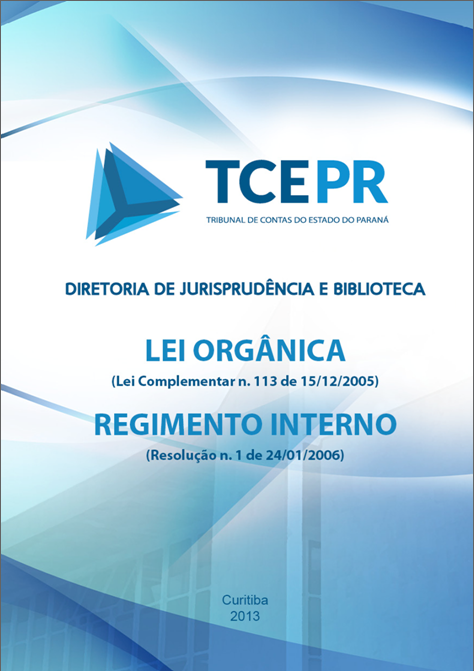 TCEPR
TRIBUNAL DE CONTAS DO ESTADO DO PARANÁ
DIRETORIA DE JURISPRUDÊNCIA E BIBLIOTECA
LEI ORGÂNICA
(Lei Complementar n. 113 de 15/12/2005)
REGIMENTO INTERNO
(Resolução n. 1 de 24/01/2006)
Curitiba
2013